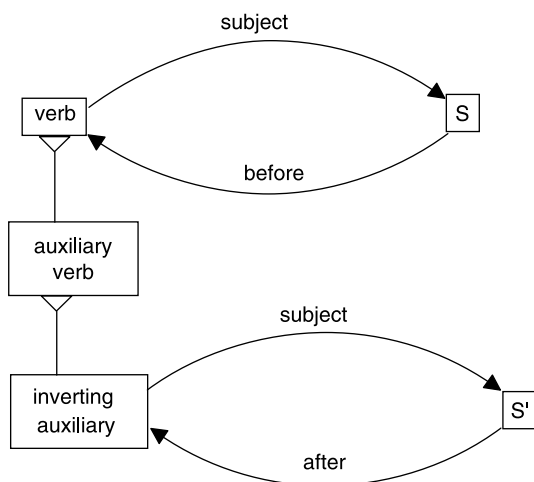 subject
verb
S
before
auxiliary
verb
subject
inverting
auxiliary
S'
after